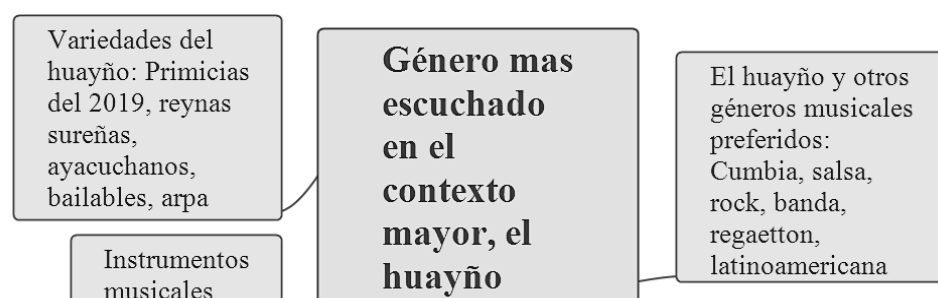 Variedades del
huayño: Primicias
del 2019, reynas
sureñas,
ayacuchanos,
bailables, arpa
Instrumentos
musicales
Género mas
escuchado
en el
contexto
mayor, el
huayño
El huayño y otros
géneros musicales
preferidos:
Cumbia, salsa,
rock, banda,
regaetton,
latinoamericana